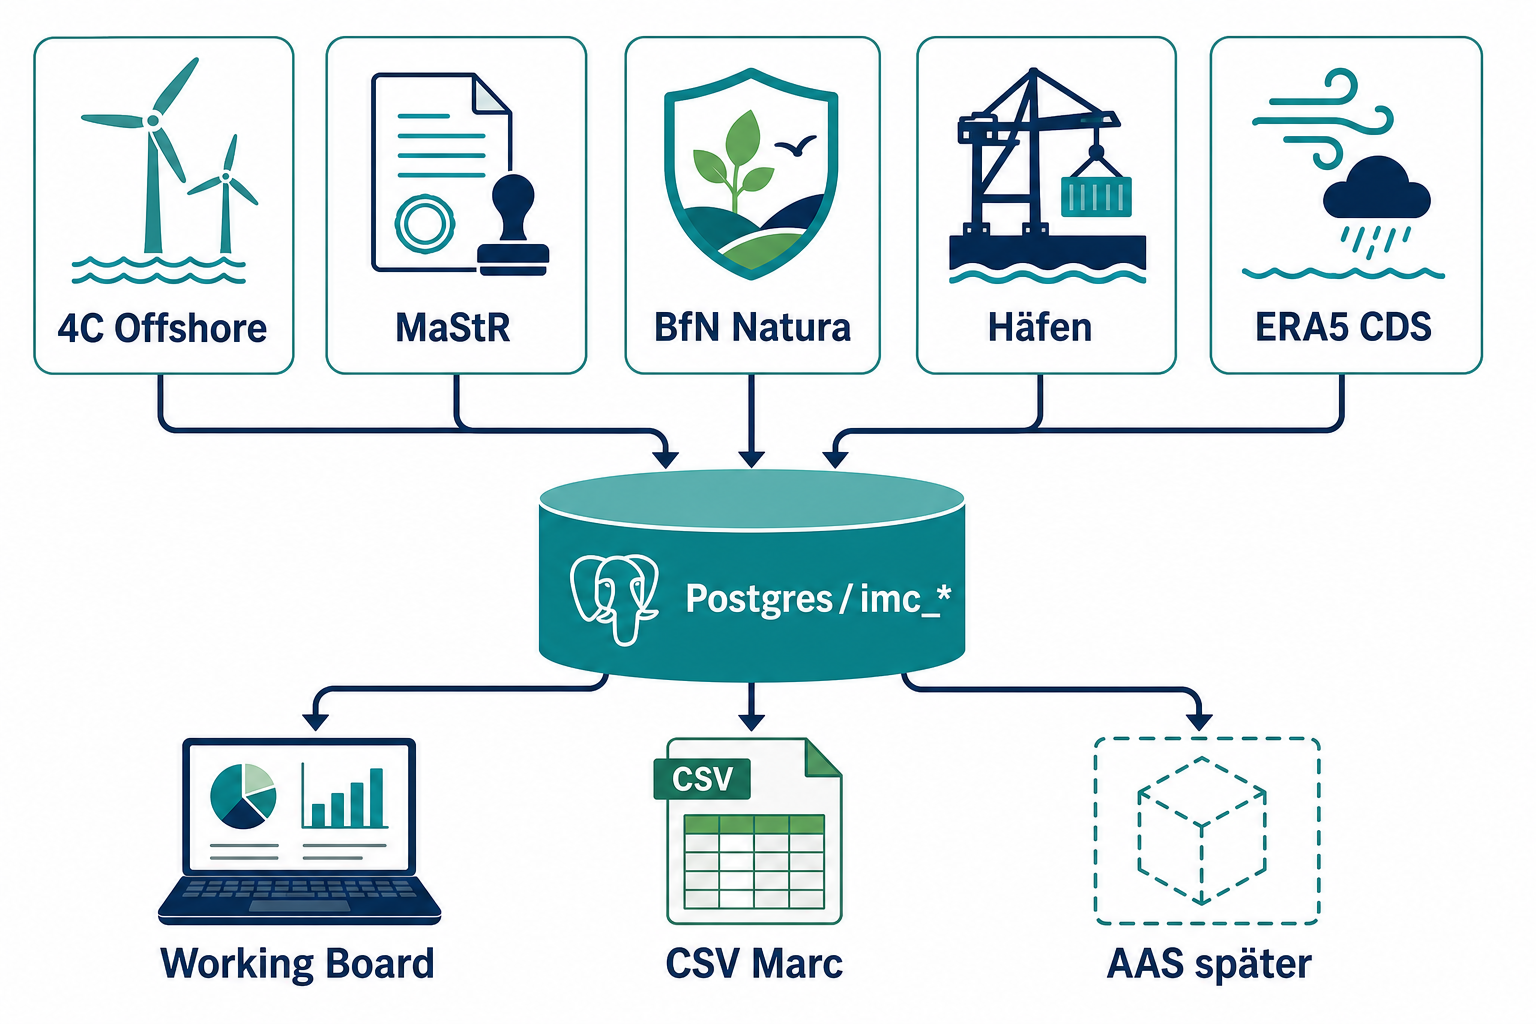 4C Offshore
MaStR
BfN Natura
Häfen
ERA5 CDS
Postgres / imc_*
CSV
Working Board
CSV Marc
AAS später